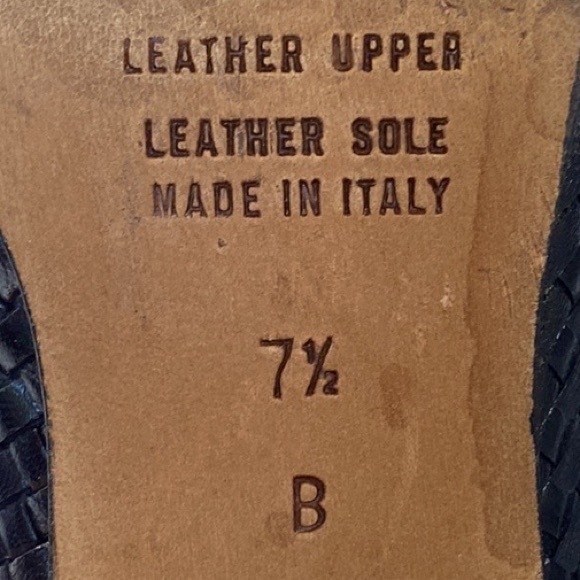 LEATHER UPPER
LEATHER SOLE
MADE IN ITALY
7½
B